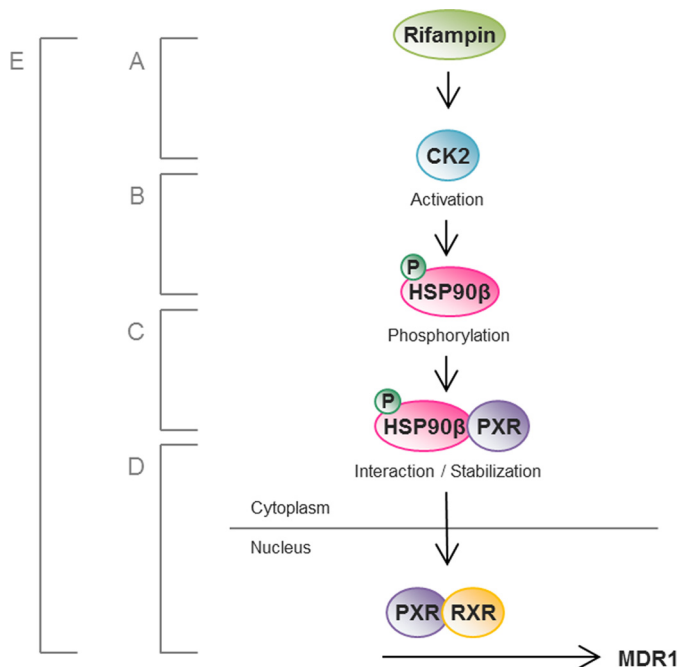 E
A
Rifampin
CK2
Activation
B
P
HSP90β
Phosphorylation
C
P
HSP90β PXR
Interaction / Stabilization
D
Cytoplasm
Nucleus
PXR RXR
MDR1